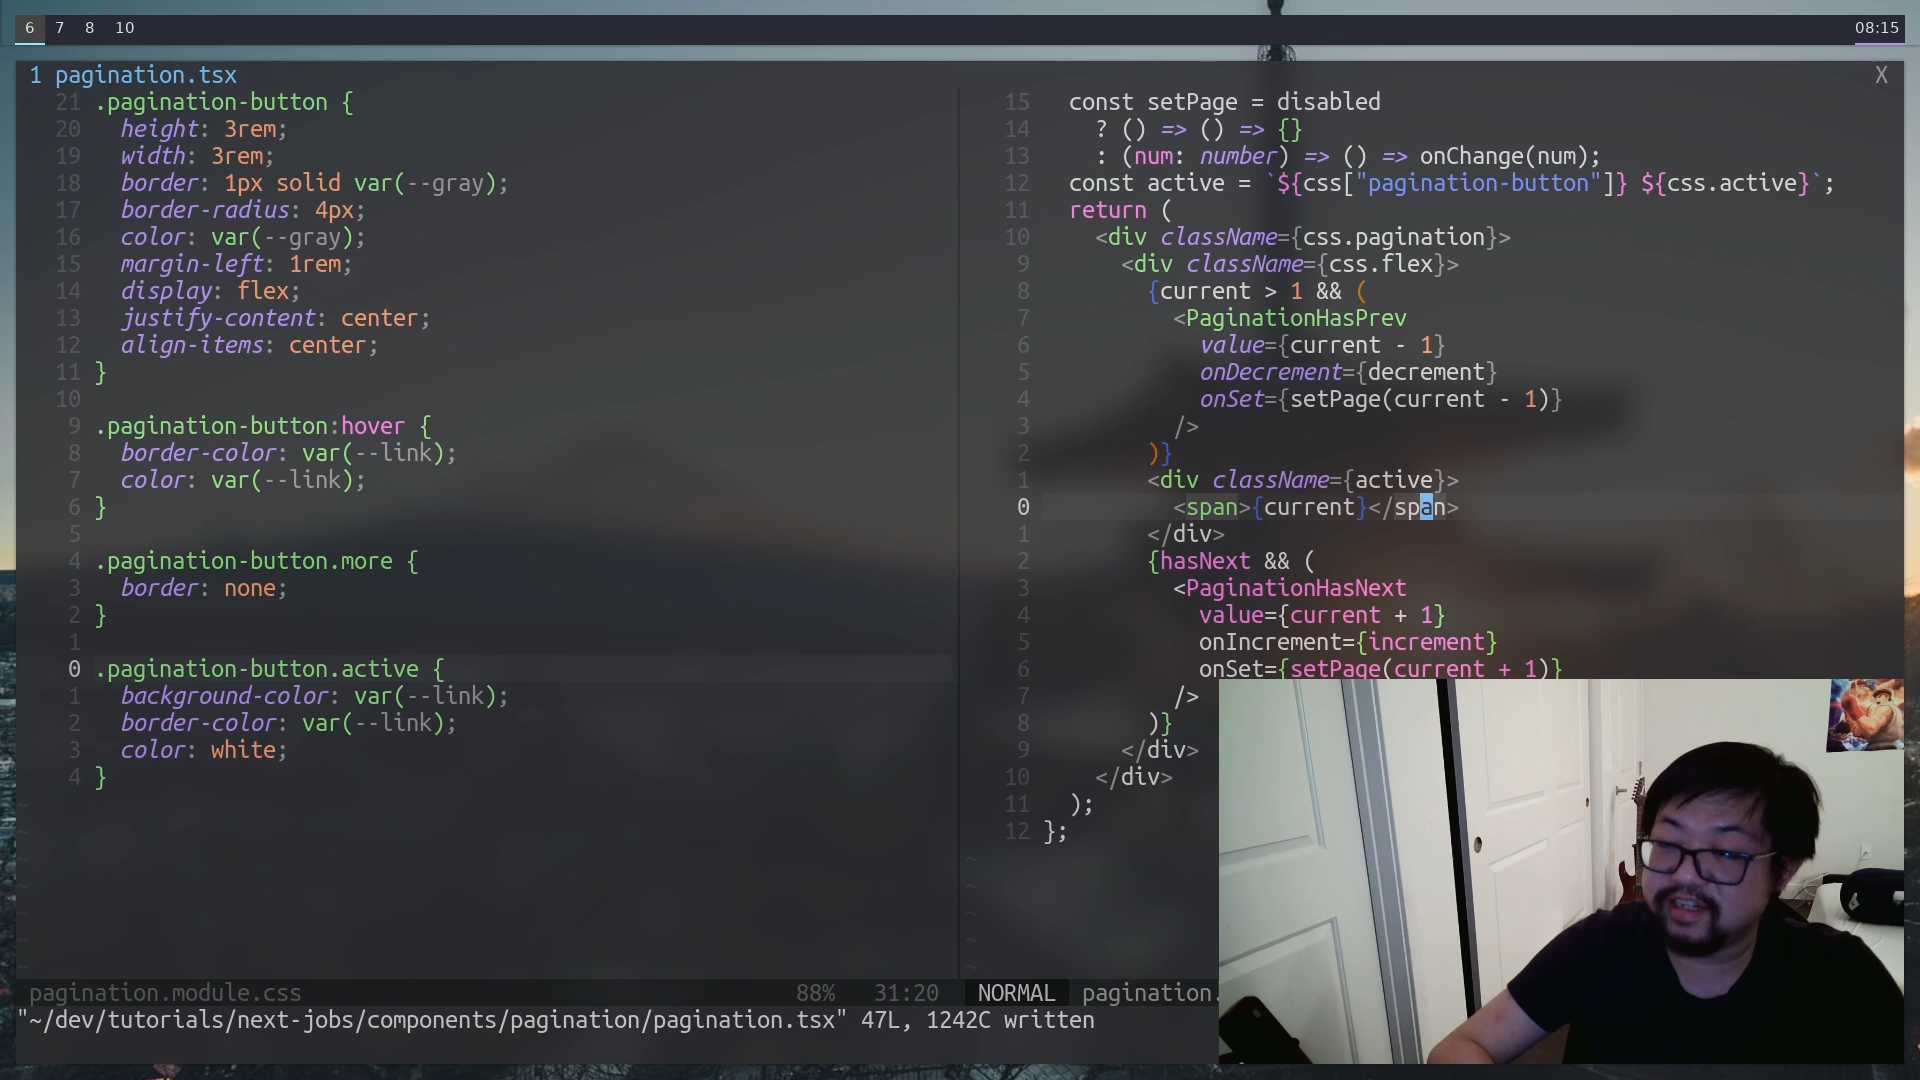 6 7 8 10 08:15
1 pagination.tsx X
21 .pagination-button {
20 height: 3rem;
19 width: 3rem;
18 border: 1px solid var(--gray);
17 border-radius: 4px;
16 color: var(--gray);
15 margin-left: 1rem;
14 display: flex;
13 justify-content: center;
12 align-items: center;
11 }
10
9 .pagination-button:hover {
8 border-color: var(--link);
7 color: var(--link);
6 }
5
4 .pagination-button.more {
3 border: none;
2 }
1
0 .pagination-button.active {
1 background-color: var(--link);
2 border-color: var(--link);
3 color: white;
4 }
~
~
~
~
~
~
~
pagination.module.css 88% 31:20
15 const setPage = disabled
14 ? () => () => {}
13 : (num: number) => () => onChange(num);
12 const active = `${css["pagination-button"]} ${css.active}`;
11 return (
10 <div className={css.pagination}>
9 <div className={css.flex}>
8 {current > 1 && (
7 <PaginationHasPrev
6 value={current - 1}
5 onDecrement={decrement}
4 onSet={setPage(current - 1)}
3 />
2 )}
1 <div className={active}>
0 <span>{current}</span>
1 </div>
2 {hasNext && (
3 <PaginationHasNext
4 value={current + 1}
5 onIncrement={increment}
6 onSet={setPage(current + 1)}
7 />
8 )}
9 </div>
10 </div>
11 );
12 };
~
~
~
~
~
NORMAL pagination.
"~/dev/tutorials/next-jobs/components/pagination/pagination.tsx" 47L, 1242C written